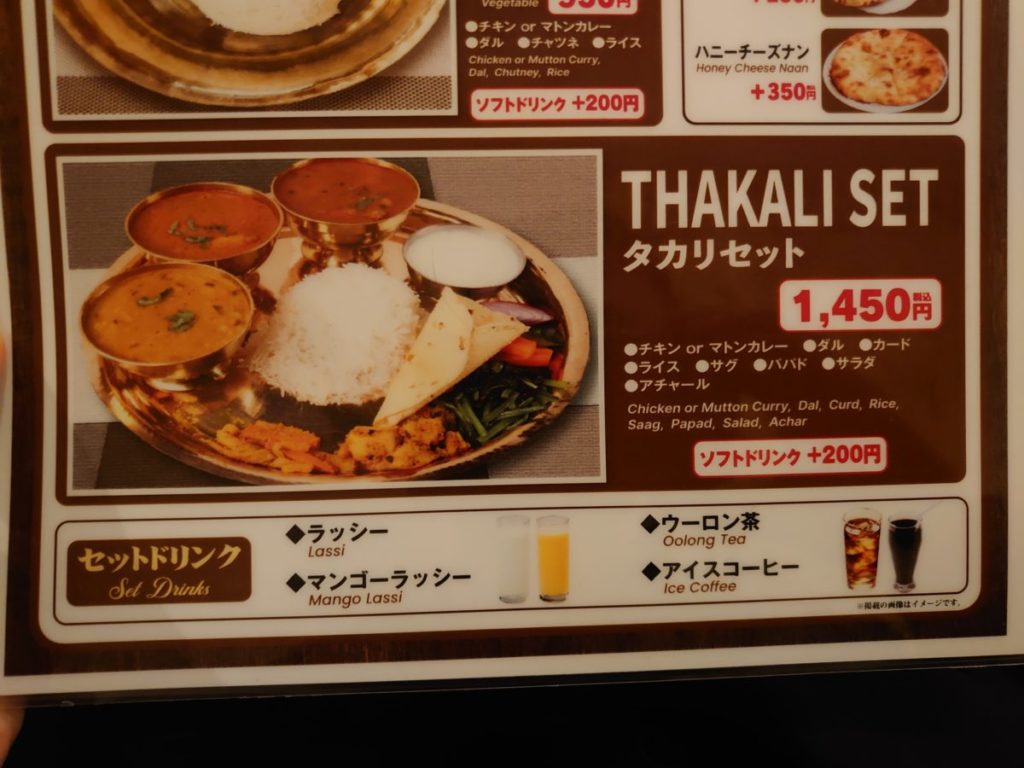 Vegetable
●チキン or マトンカレー
●ダル ●チャツネ ●ライス
Chicken or Mutton Curry,
Dal, Chutney, Rice
ソフトドリンク +200円
ハニーチーズナン
Honey Cheese Naan
+350円
THAKALI SET
タカリセット
1,450円税込
●チキン or マトンカレー ●ダル ●カード
●ライス ●サグ ●パパド ●サラダ
●アチャール
Chicken or Mutton Curry, Dal, Curd, Rice,
Saag, Papad, Salad, Achar
ソフトドリンク +200円
セットドリンク
Set Drinks
◆ラッシー
Lassi
◆マンゴーラッシー
Mango Lassi
◆ウーロン茶
Oolong Tea
◆アイスコーヒー
Ice Coffee
※掲載の画像はイメージです。